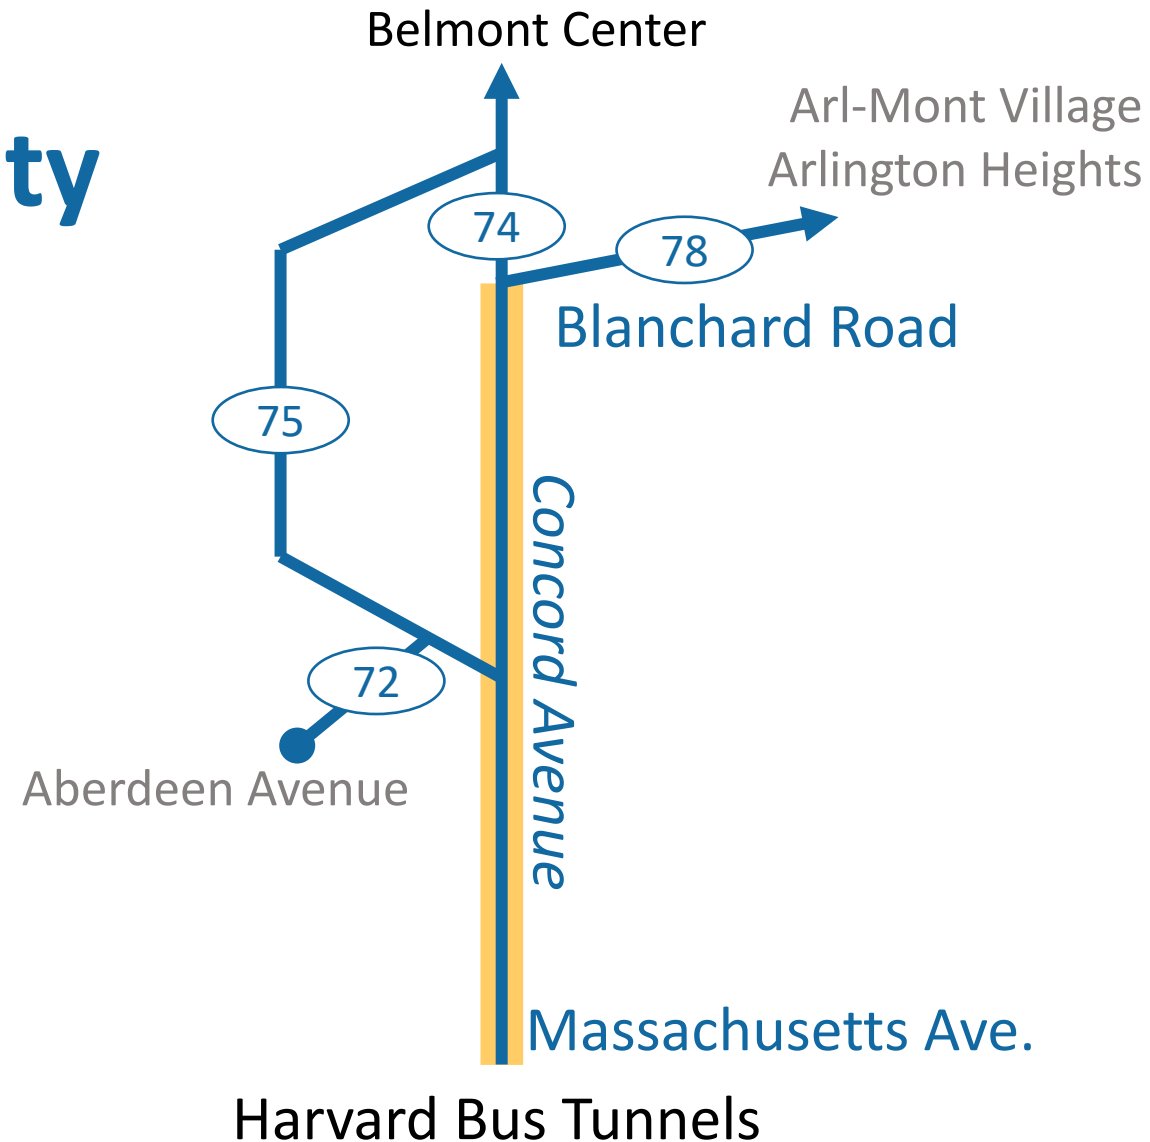 Belmont Center
Arl-Mont Village
Arlington Heights
ty
74
78
Blanchard Road
75
Concord Avenue
72
Aberdeen Avenue
Massachusetts Ave.
Harvard Bus Tunnels